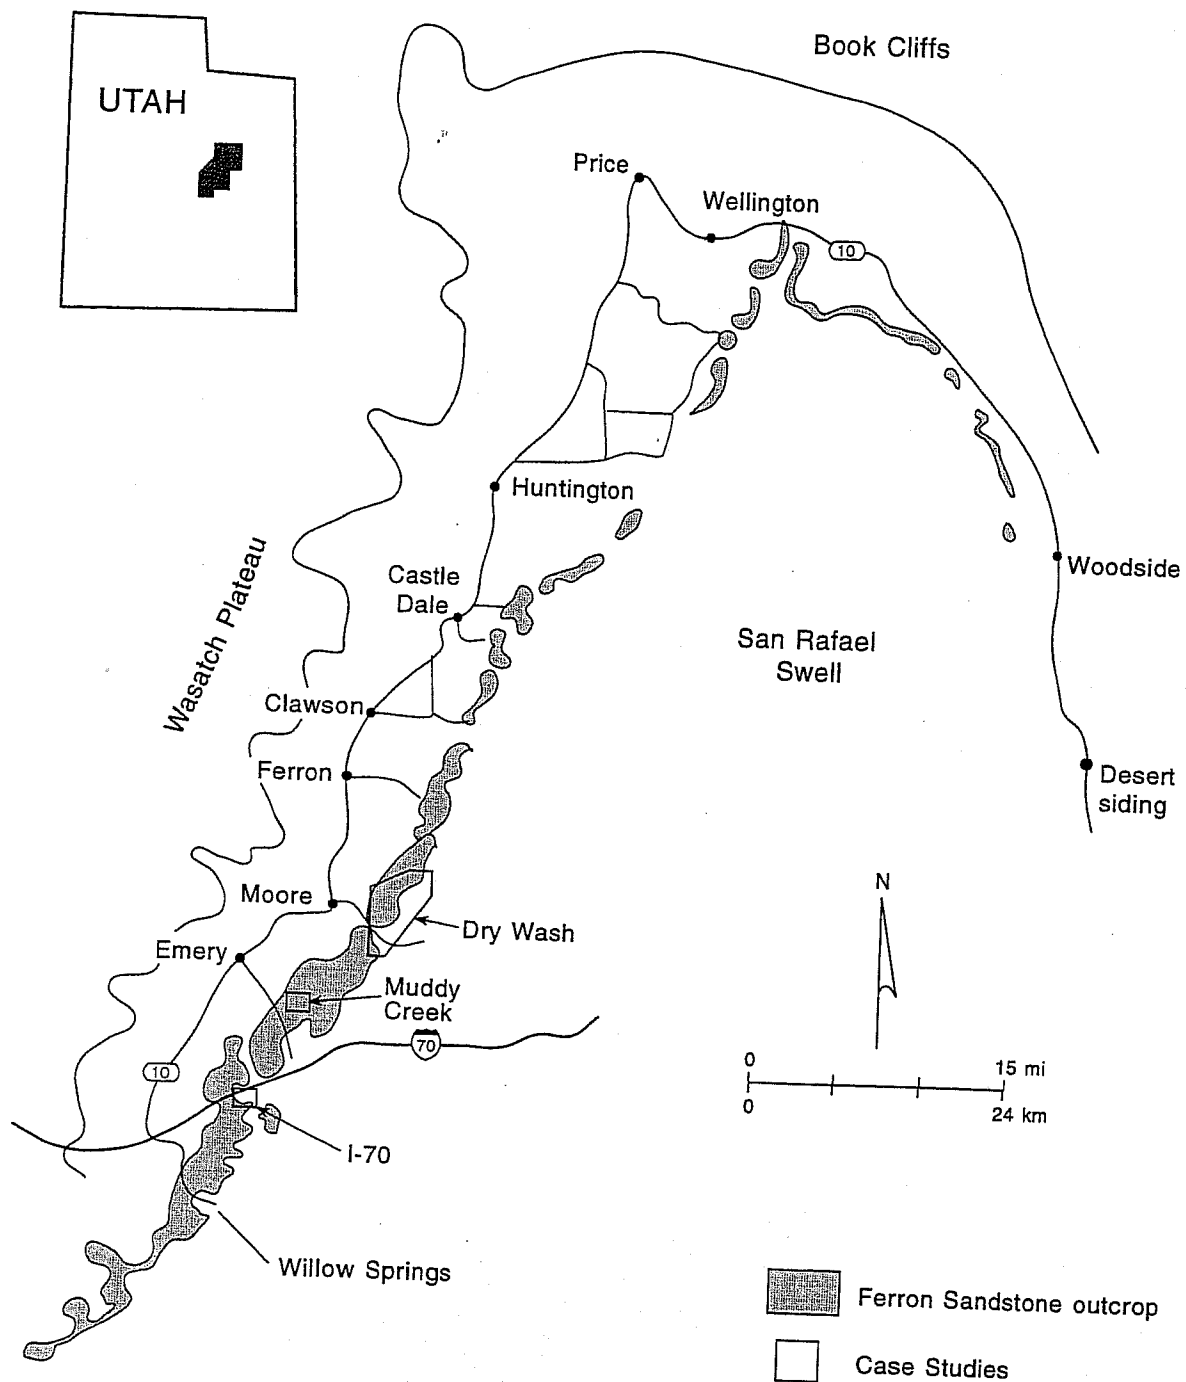 UTAH
Book Cliffs
Price
Wellington
10
Huntington
Castle
Dale
Wasatch Plateau
San Rafael
Swell
Woodside
Clawson
Ferron
Desert
siding
Moore
Dry Wash
Emery
Muddy
Creek
N
70
10
0
15 mi
0
24 km
I-70
Willow Springs
Ferron Sandstone outcrop
Case Studies